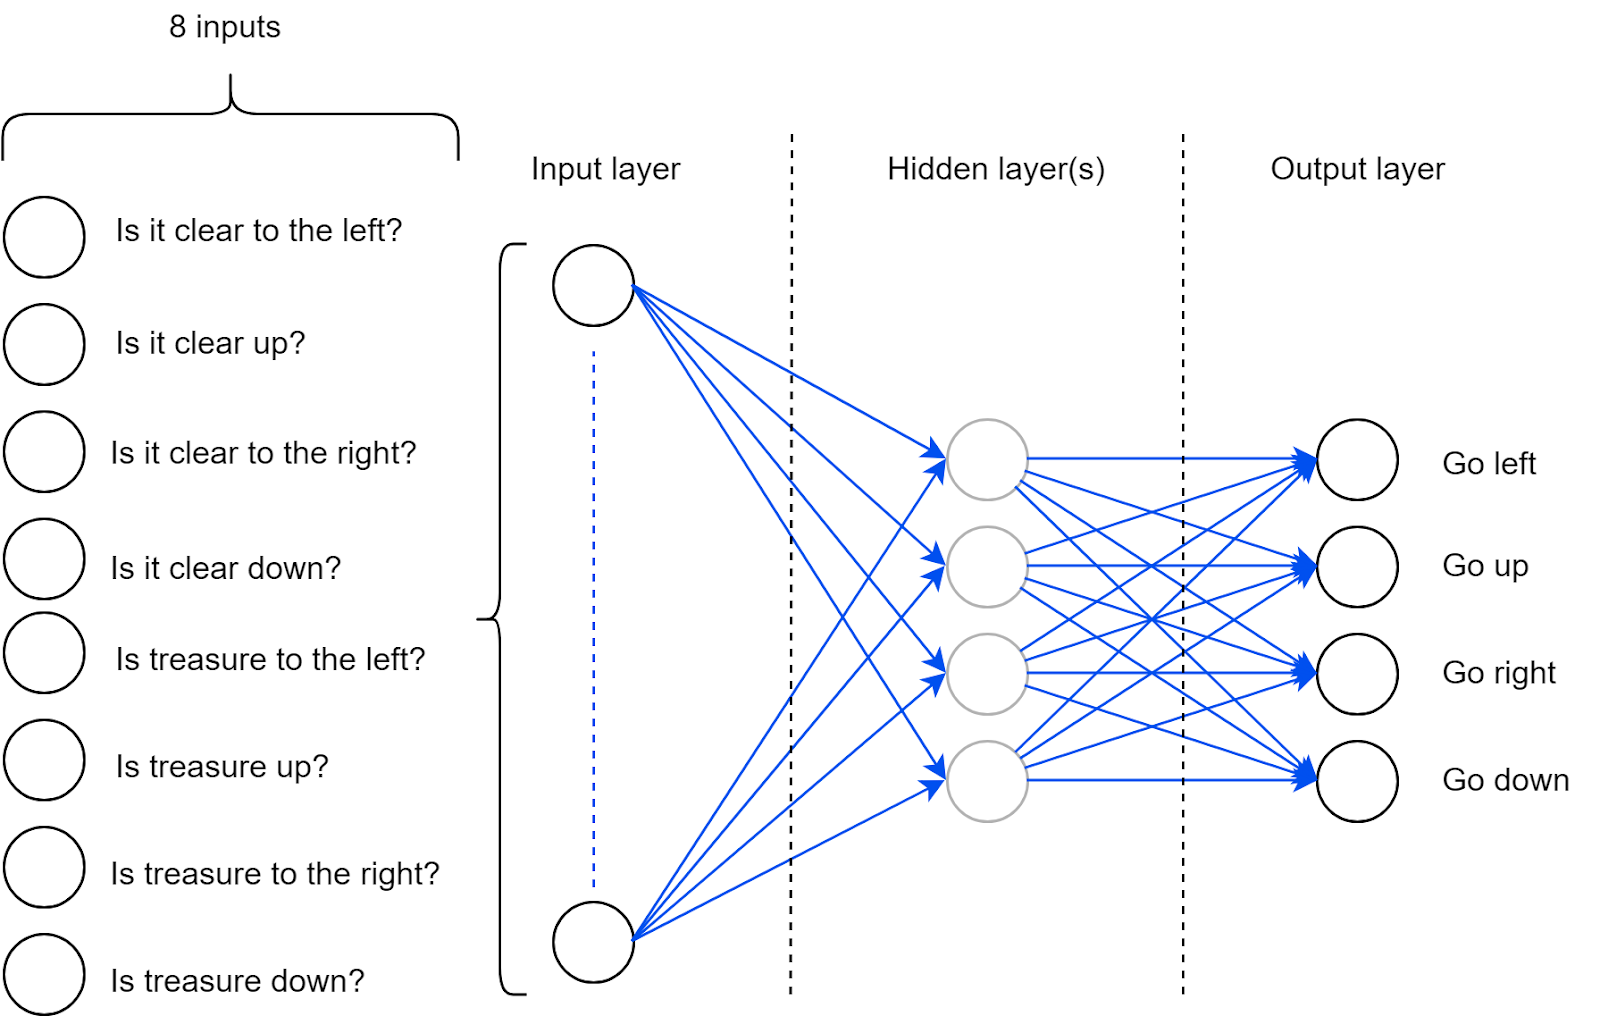 8 inputs
Input layer
Hidden layer(s)
Output layer
Is it clear to the left?
Is it clear up?
Is it clear to the right?
Is it clear down?
Is treasure to the left?
Is treasure up?
Is treasure to the right?
Is treasure down?
Go left
Go up
Go right
Go down